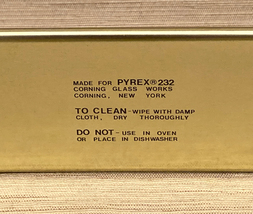 MADE FOR PYREX® 232
CORNING GLASS WORKS
CORNING, NEW YORK
TO CLEAN - WIPE WITH DAMP
CLOTH, DRY THOROUGHLY
DO NOT - USE IN OVEN
OR PLACE IN DISHWASHER